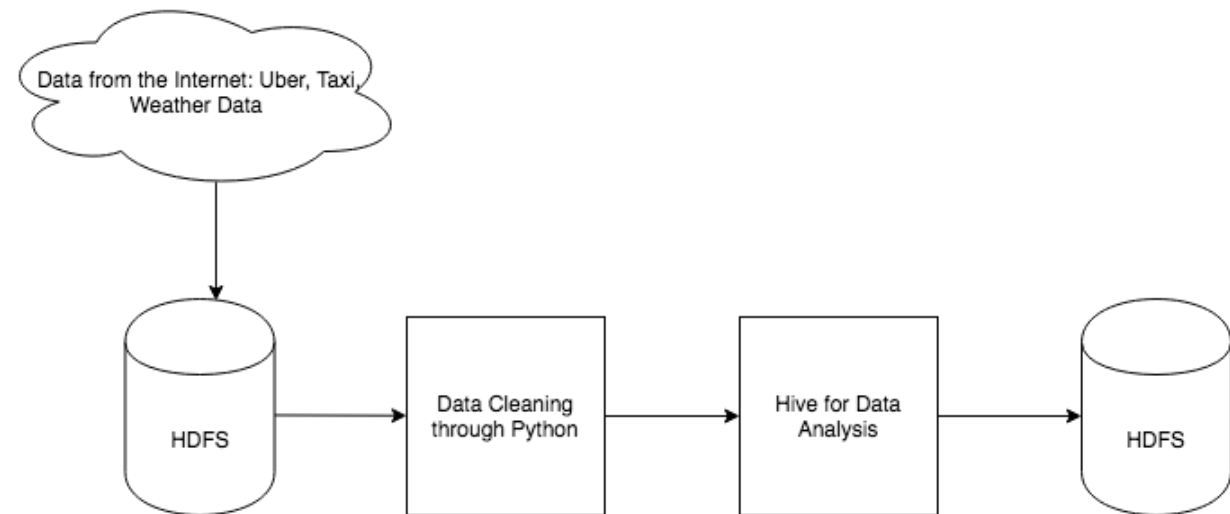 Data from the Internet: Uber, Taxi,
Weather Data
HDFS
Data Cleaning
through Python
Hive for Data
Analysis
HDFS